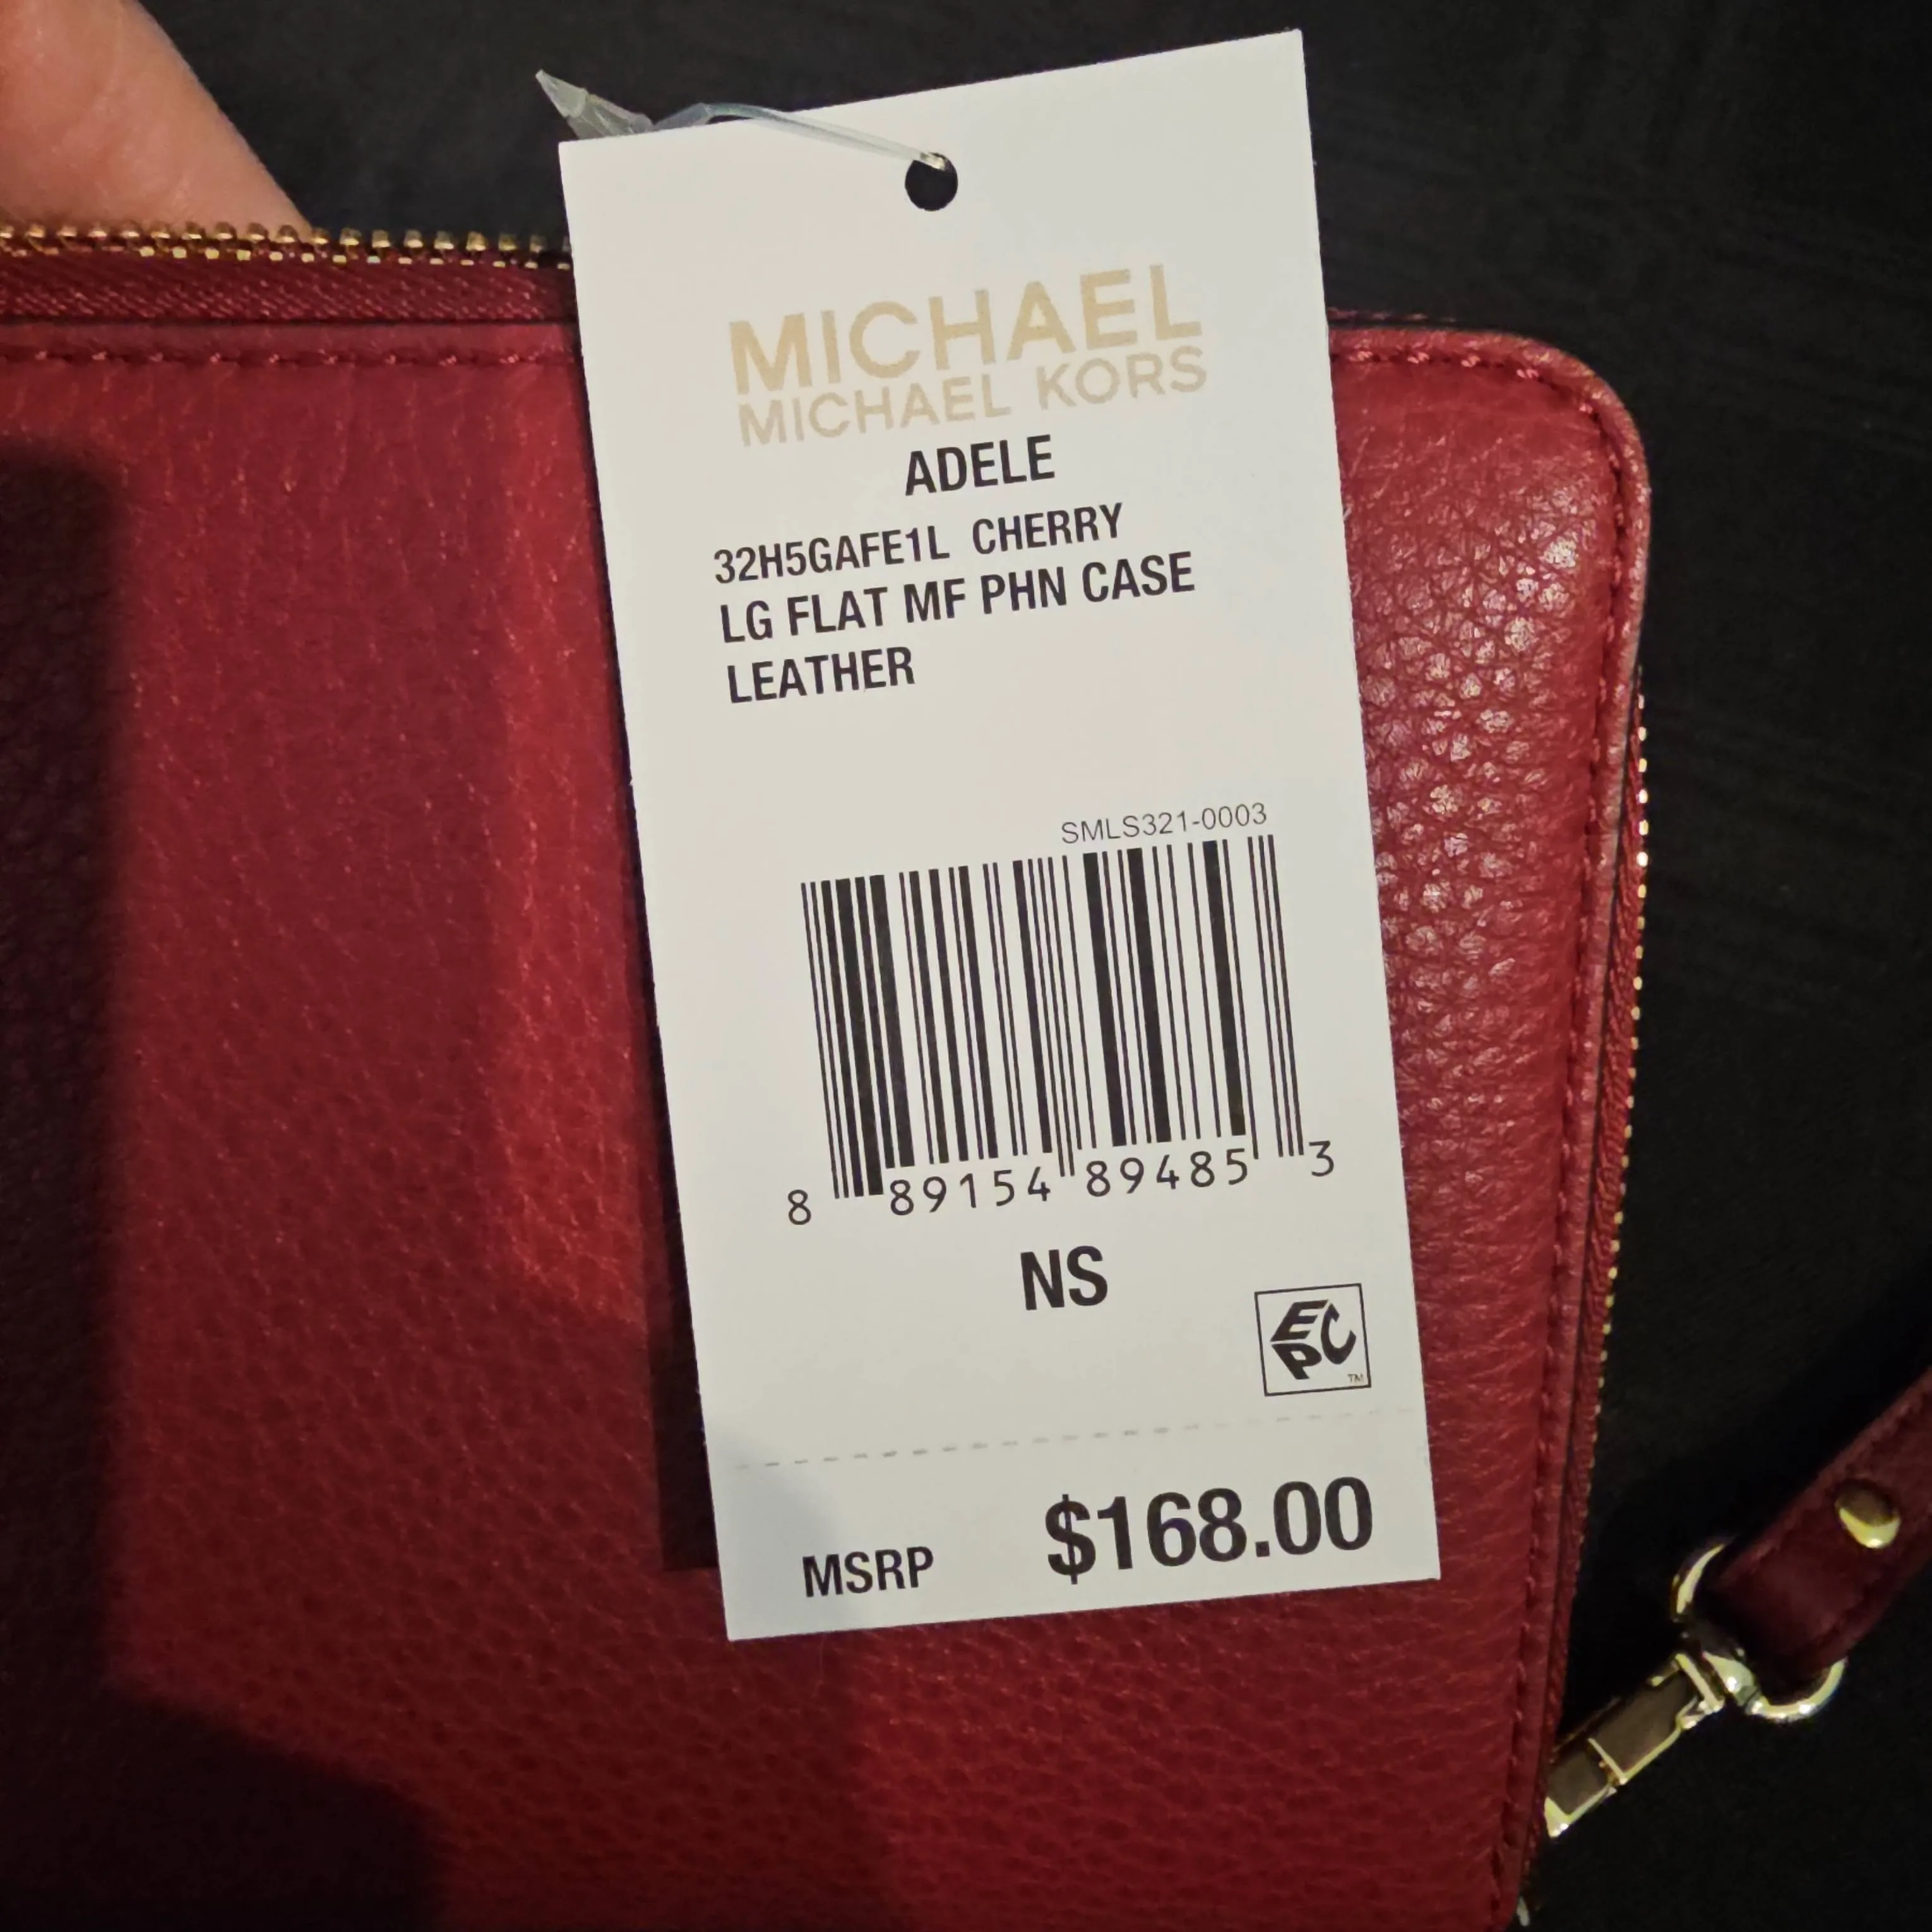 MICHAEL
MICHAEL KORS
ADELE
32H5GAFE1L CHERRY
LG FLAT MF PHN CASE
LEATHER
SMLS321-0003
8 89154 89485 3
NS
EPC
TM
MSRP $168.00